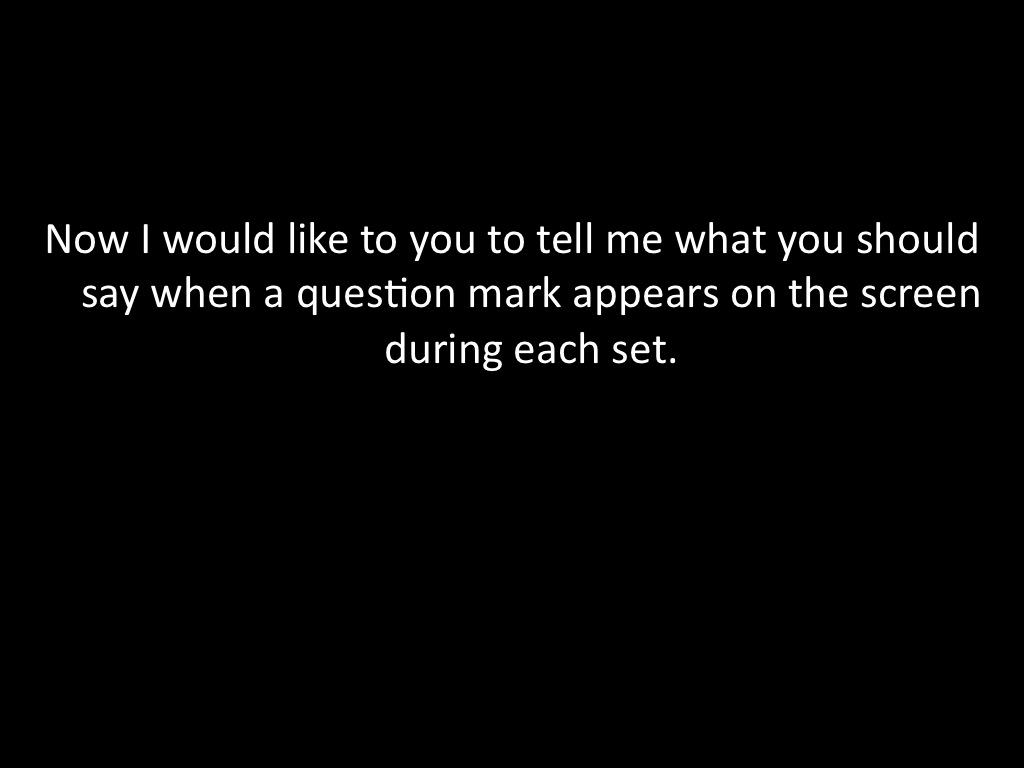 Now I would like to you to tell me what you should
say when a question mark appears on the screen
during each set.